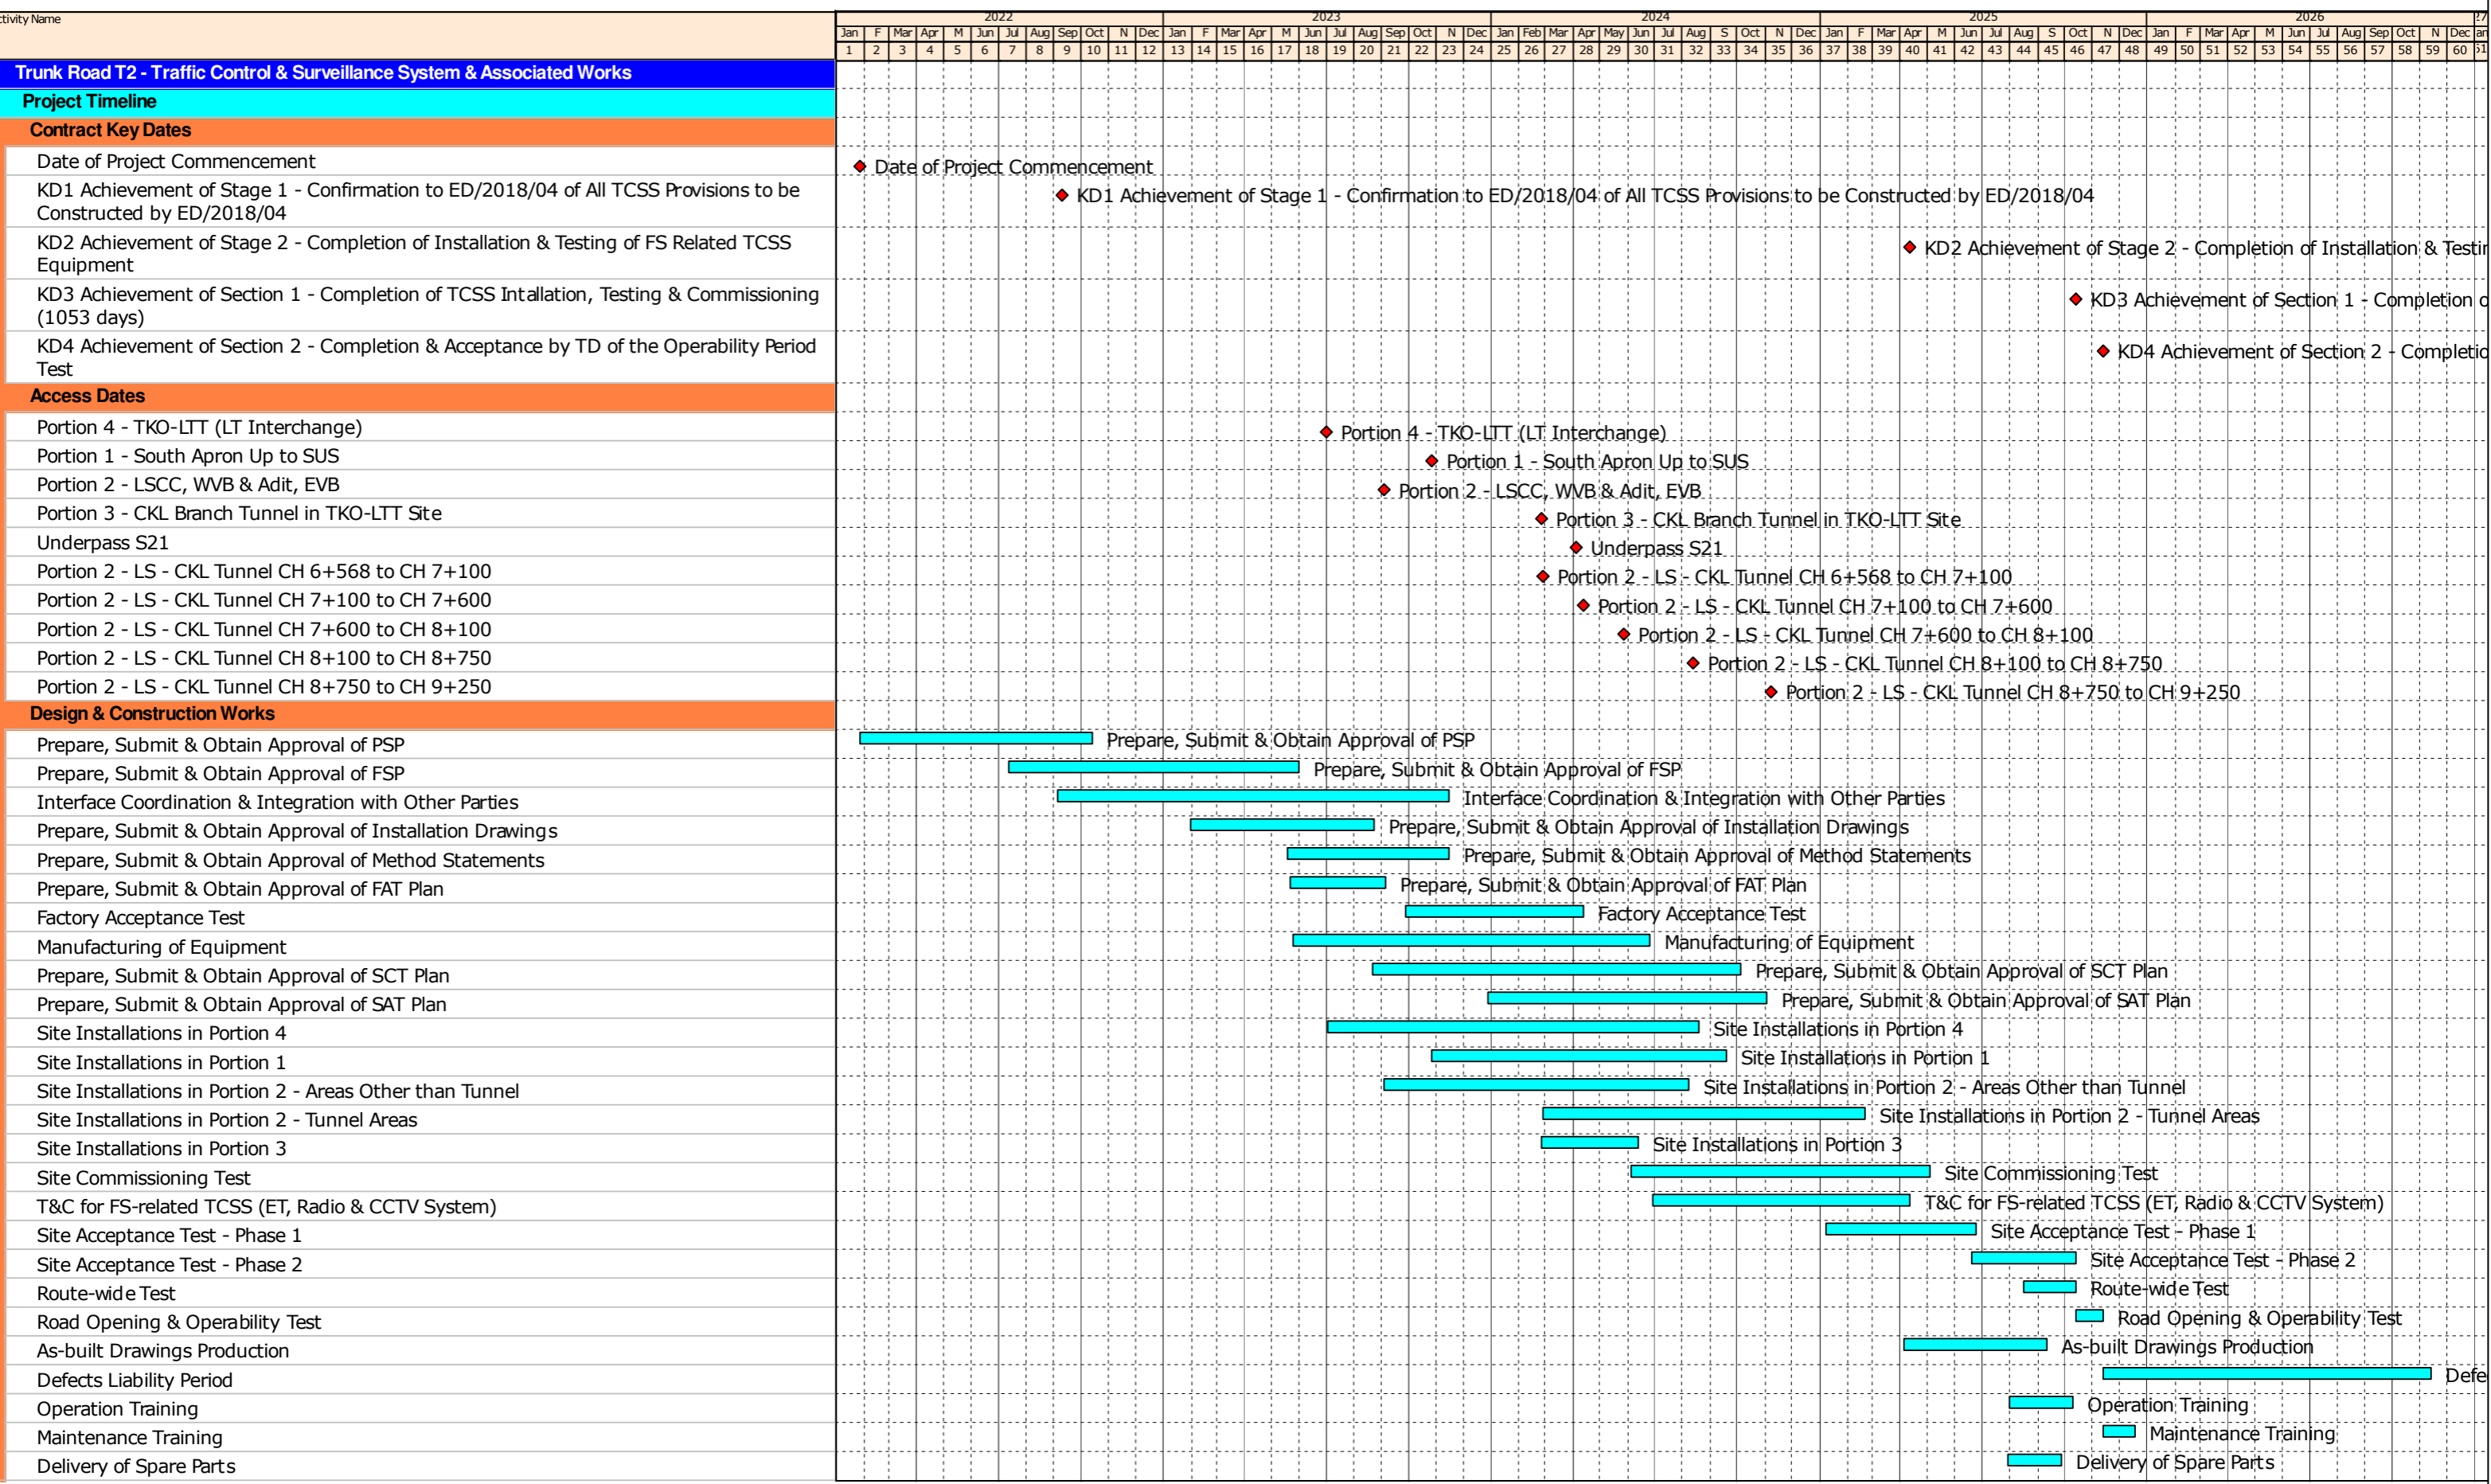 ctivity Name
2022 2023 2024 2025 2026 27
Jan F Mar Apr M Jun Jul Aug Sep Oct N Dec Jan F Mar Apr M Jun Jul Aug Sep Oct N Dec Jan Feb Mar Apr May Jun Jul Aug S Oct N Dec Jan F Mar Apr M Jun Jul Aug S Oct N Dec Jan F Mar Apr M Jun Jul Aug Sep Oct N Dec an
1 2 3 4 5 6 7 8 9 10 11 12 13 14 15 16 17 18 19 20 21 22 23 24 25 26 27 28 29 30 31 32 33 34 35 36 37 38 39 40 41 42 43 44 45 46 47 48 49 50 51 52 53 54 55 56 57 58 59 60 61
Trunk Road T2 - Traffic Control & Surveillance System & Associated Works
Project Timeline
Contract Key Dates
Date of Project Commencement
Date of Project Commencement
KD1 Achievement of Stage 1 - Confirmation to ED/2018/04 of All TCSS Provisions to be
Constructed by ED/2018/04
KD1 Achievement of Stage 1 - Confirmation to ED/2018/04 of All TCSS Provisions to be Constructed by ED/2018/04
KD2 Achievement of Stage 2 - Completion of Installation & Testing of FS Related TCSS
Equipment
KD2 Achievement of Stage 2 - Completion of Installation & Testin
KD3 Achievement of Section 1 - Completion of TCSS Intallation, Testing & Commissioning
(1053 days)
KD3 Achievement of Section 1 - Completion o
KD4 Achievement of Section 2 - Completion & Acceptance by TD of the Operability Period
Test
KD4 Achievement of Section 2 - Completio
Access Dates
Portion 4 - TKO-LTT (LT Interchange)
Portion 4 - TKO-LTT (LT Interchange)
Portion 1 - South Apron Up to SUS
Portion 1 - South Apron Up to SUS
Portion 2 - LSCC, WVB & Adit, EVB
Portion 2 - LSCC, WVB & Adit, EVB
Portion 3 - CKL Branch Tunnel in TKO-LTT Site
Portion 3 - CKL Branch Tunnel in TKO-LTT Site
Underpass S21
Underpass S21
Portion 2 - LS - CKL Tunnel CH 6+568 to CH 7+100
Portion 2 - LS - CKL Tunnel CH 6+568 to CH 7+100
Portion 2 - LS - CKL Tunnel CH 7+100 to CH 7+600
Portion 2 - LS - CKL Tunnel CH 7+100 to CH 7+600
Portion 2 - LS - CKL Tunnel CH 7+600 to CH 8+100
Portion 2 - LS - CKL Tunnel CH 7+600 to CH 8+100
Portion 2 - LS - CKL Tunnel CH 8+100 to CH 8+750
Portion 2 - LS - CKL Tunnel CH 8+100 to CH 8+750
Portion 2 - LS - CKL Tunnel CH 8+750 to CH 9+250
Portion 2 - LS - CKL Tunnel CH 8+750 to CH 9+250
Design & Construction Works
Prepare, Submit & Obtain Approval of PSP
Prepare, Submit & Obtain Approval of PSP
Prepare, Submit & Obtain Approval of FSP
Prepare, Submit & Obtain Approval of FSP
Interface Coordination & Integration with Other Parties
Interface Coordination & Integration with Other Parties
Prepare, Submit & Obtain Approval of Installation Drawings
Prepare, Submit & Obtain Approval of Installation Drawings
Prepare, Submit & Obtain Approval of Method Statements
Prepare, Submit & Obtain Approval of Method Statements
Prepare, Submit & Obtain Approval of FAT Plan
Prepare, Submit & Obtain Approval of FAT Plan
Factory Acceptance Test
Factory Acceptance Test
Manufacturing of Equipment
Manufacturing of Equipment
Prepare, Submit & Obtain Approval of SCT Plan
Prepare, Submit & Obtain Approval of SCT Plan
Prepare, Submit & Obtain Approval of SAT Plan
Prepare, Submit & Obtain Approval of SAT Plan
Site Installations in Portion 4
Site Installations in Portion 4
Site Installations in Portion 1
Site Installations in Portion 1
Site Installations in Portion 2 - Areas Other than Tunnel
Site Installations in Portion 2 - Areas Other than Tunnel
Site Installations in Portion 2 - Tunnel Areas
Site Installations in Portion 2 - Tunnel Areas
Site Installations in Portion 3
Site Installations in Portion 3
Site Commissioning Test
Site Commissioning Test
T&C for FS-related TCSS (ET, Radio & CCTV System)
T&C for FS-related TCSS (ET, Radio & CCTV System)
Site Acceptance Test - Phase 1
Site Acceptance Test - Phase 1
Site Acceptance Test - Phase 2
Site Acceptance Test - Phase 2
Route-wide Test
Route-wide Test
Road Opening & Operability Test
Road Opening & Operability Test
As-built Drawings Production
As-built Drawings Production
Defects Liability Period
Defe
Operation Training
Operation Training
Maintenance Training
Maintenance Training
Delivery of Spare Parts
Delivery of Spare Parts